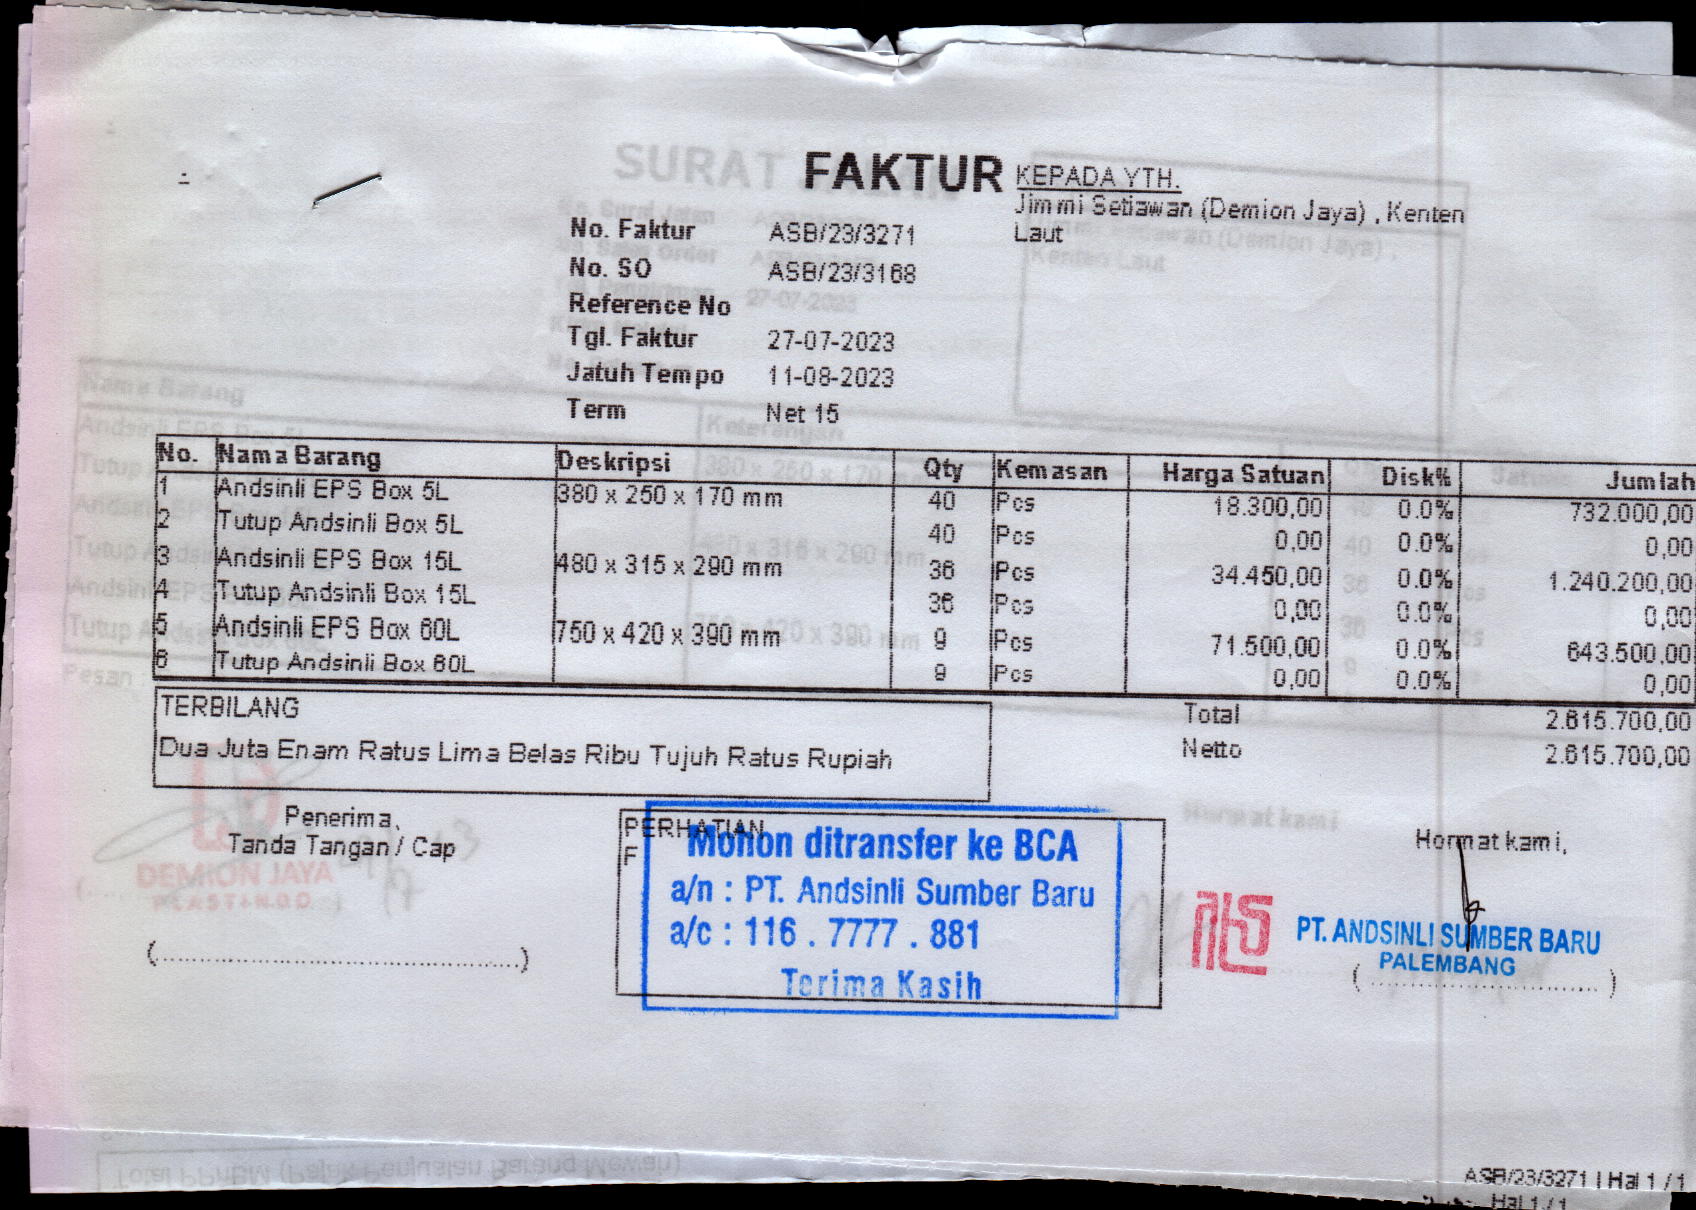 FAKTUR
KEPADA YTH.
Jimmi Setiawan (Demion Jaya) , Kenten
Laut
No. Faktur ASB/23/3271
No. SO ASB/23/3168
Reference No
Tgl. Faktur 27-07-2023
Jatuh Tempo 11-08-2023
Term Net 15
No. Nama Barang Deskripsi Qty Kemasan Harga Satuan Disk% Jumlah
1 Andsinli EPS Box 5L 380 x 250 x 170 mm 40 Pcs 18.300,00 0.0% 732.000,00
2 Tutup Andsinli Box 5L 40 Pcs 0,00 0.0% 0,00
3 Andsinli EPS Box 15L 480 x 315 x 290 mm 36 Pcs 34.450,00 0.0% 1.240.200,00
4 Tutup Andsinli Box 15L 36 Pcs 0,00 0.0% 0,00
5 Andsinli EPS Box 60L 750 x 420 x 390 mm 9 Pcs 71.500,00 0.0% 643.500,00
6 Tutup Andsinli Box 60L 9 Pcs 0,00 0.0% 0,00
TERBILANG
Dua Juta Enam Ratus Lima Belas Ribu Tujuh Ratus Rupiah
Total 2.615.700,00
Netto 2.615.700,00
Penerima,
Tanda Tangan / Cap
DEMION JAYA
PLASTINDO
(................................................)
PERHATIAN
F
Mohon ditransfer ke BCA
a/n : PT. Andsinli Sumber Baru
a/c : 116 . 7777 . 881
Terima Kasih
Hormat kami,
PT. ANDSINLI SUMBER BARU
PALEMBANG
(................................)
ASB/23/3271 | Hal 1 / 1
Hal 1 / 1